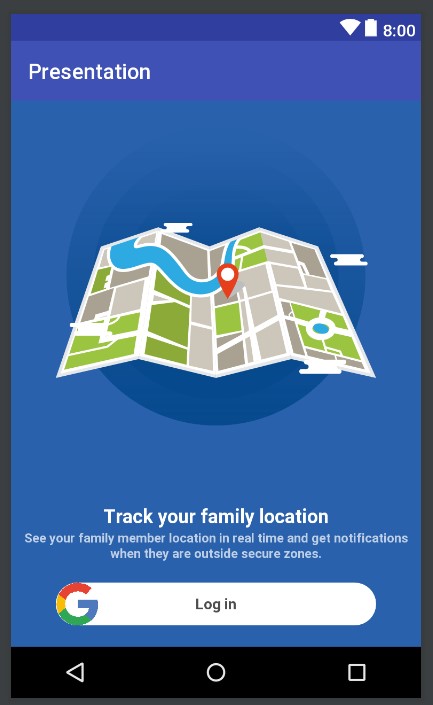 8:00
Presentation
Track your family location
See your family member location in real time and get notifications
when they are outside secure zones.
Log in